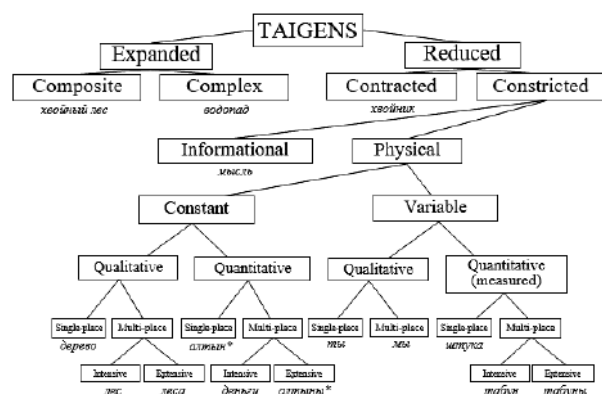 TAIGENS
Expanded Reduced
Composite Complex Contracted Constricted
хвойный лес водопад хвойник
Informational Physical
мысль
Constant Variable
Qualitative Quantitative Qualitative Quantitative
(measured)
Single-place Multi-place Single-place Multi-place Single-place Multi-place Single-place Multi-place
дерево алтын* ты мы штука
Intensive Extensive Intensive Extensive Intensive Extensive
лес леса деньги алтыны* табун табуны